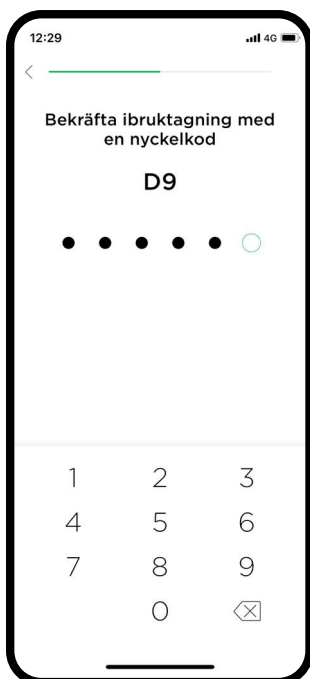 12:29
4G
Bekräfta ibruktagning med
en nyckelkod
D9
1 2 3
4 5 6
7 8 9
0